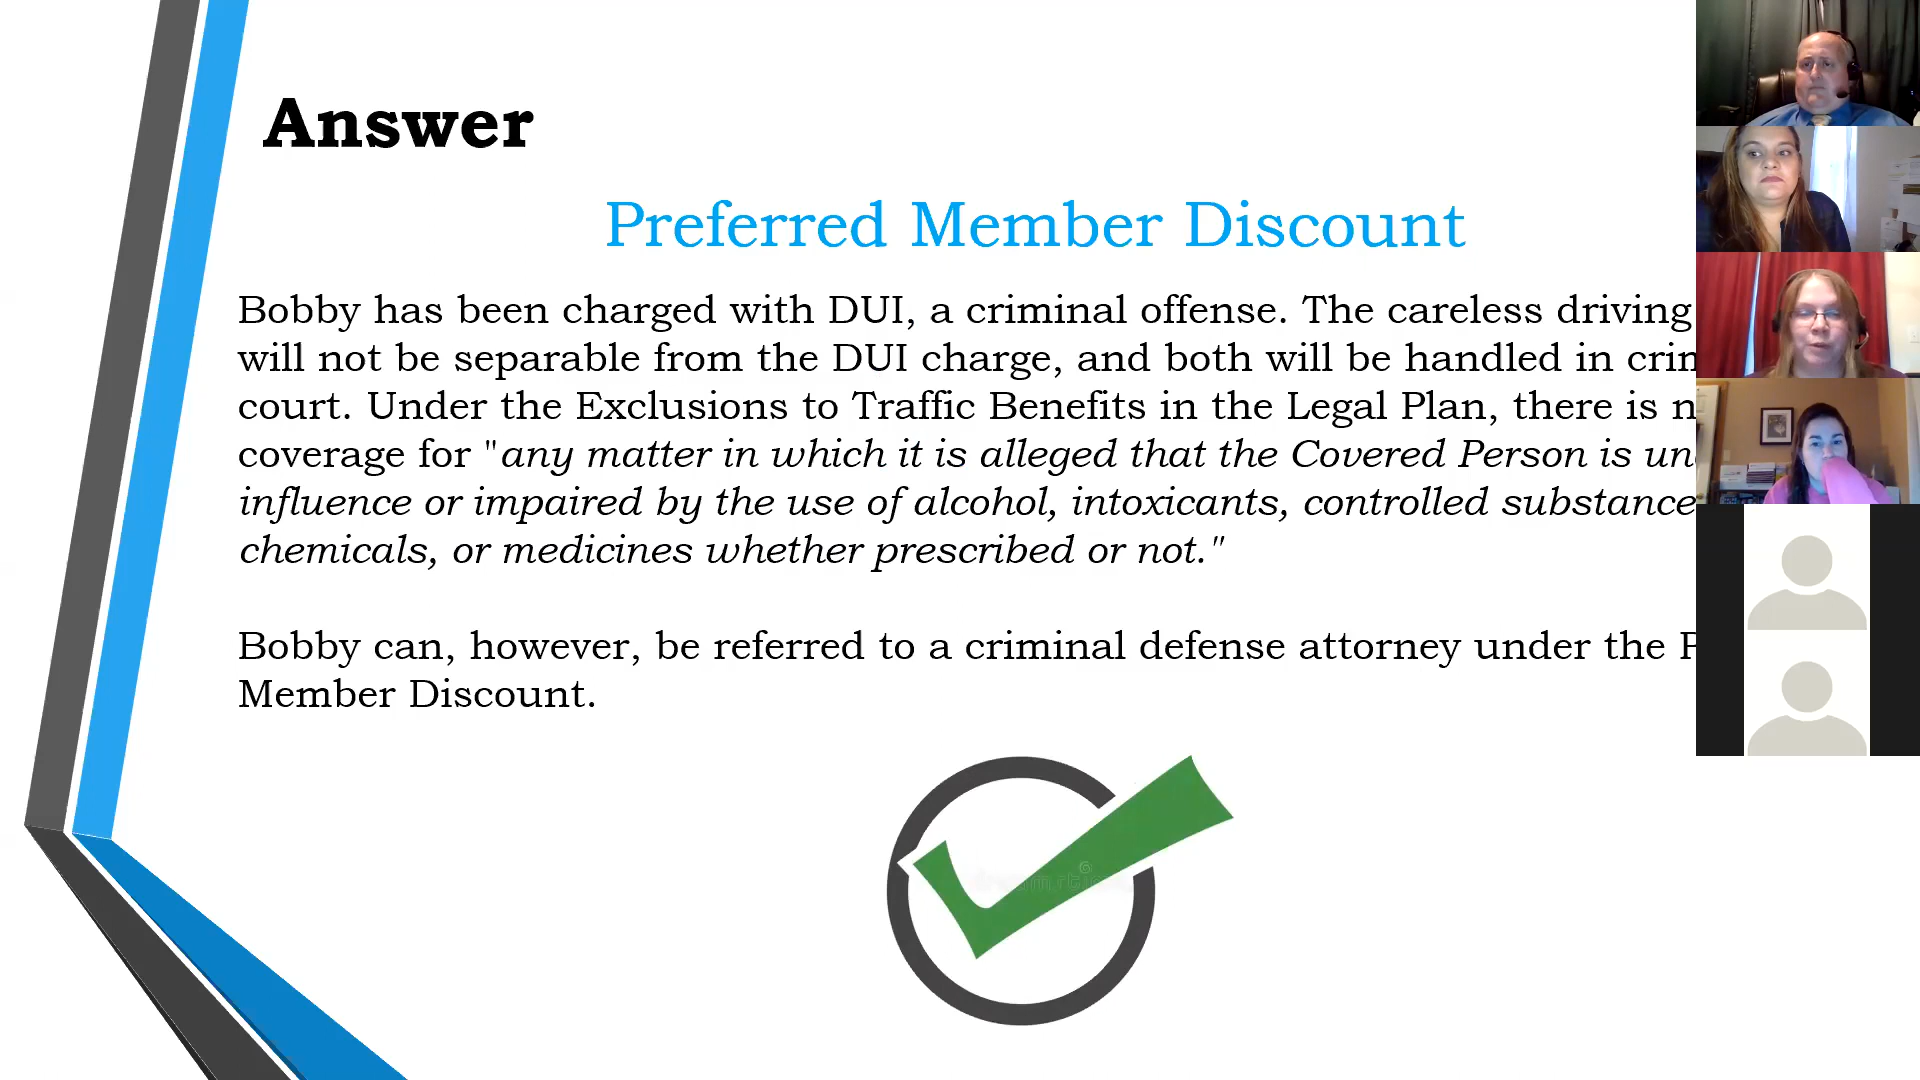 Answer
Preferred Member Discount
Bobby has been charged with DUI, a criminal offense. The careless driving
will not be separable from the DUI charge, and both will be handled in
court. Under the Exclusions to Traffic Benefits in the Legal Plan, there is
coverage for "any matter in which it is alleged that the Covered Person is
influence or impaired by the use of alcohol, intoxicants, controlled substance
chemicals, or medicines whether prescribed or not."
Bobby can, however, be referred to a criminal defense attorney under the
Member Discount.